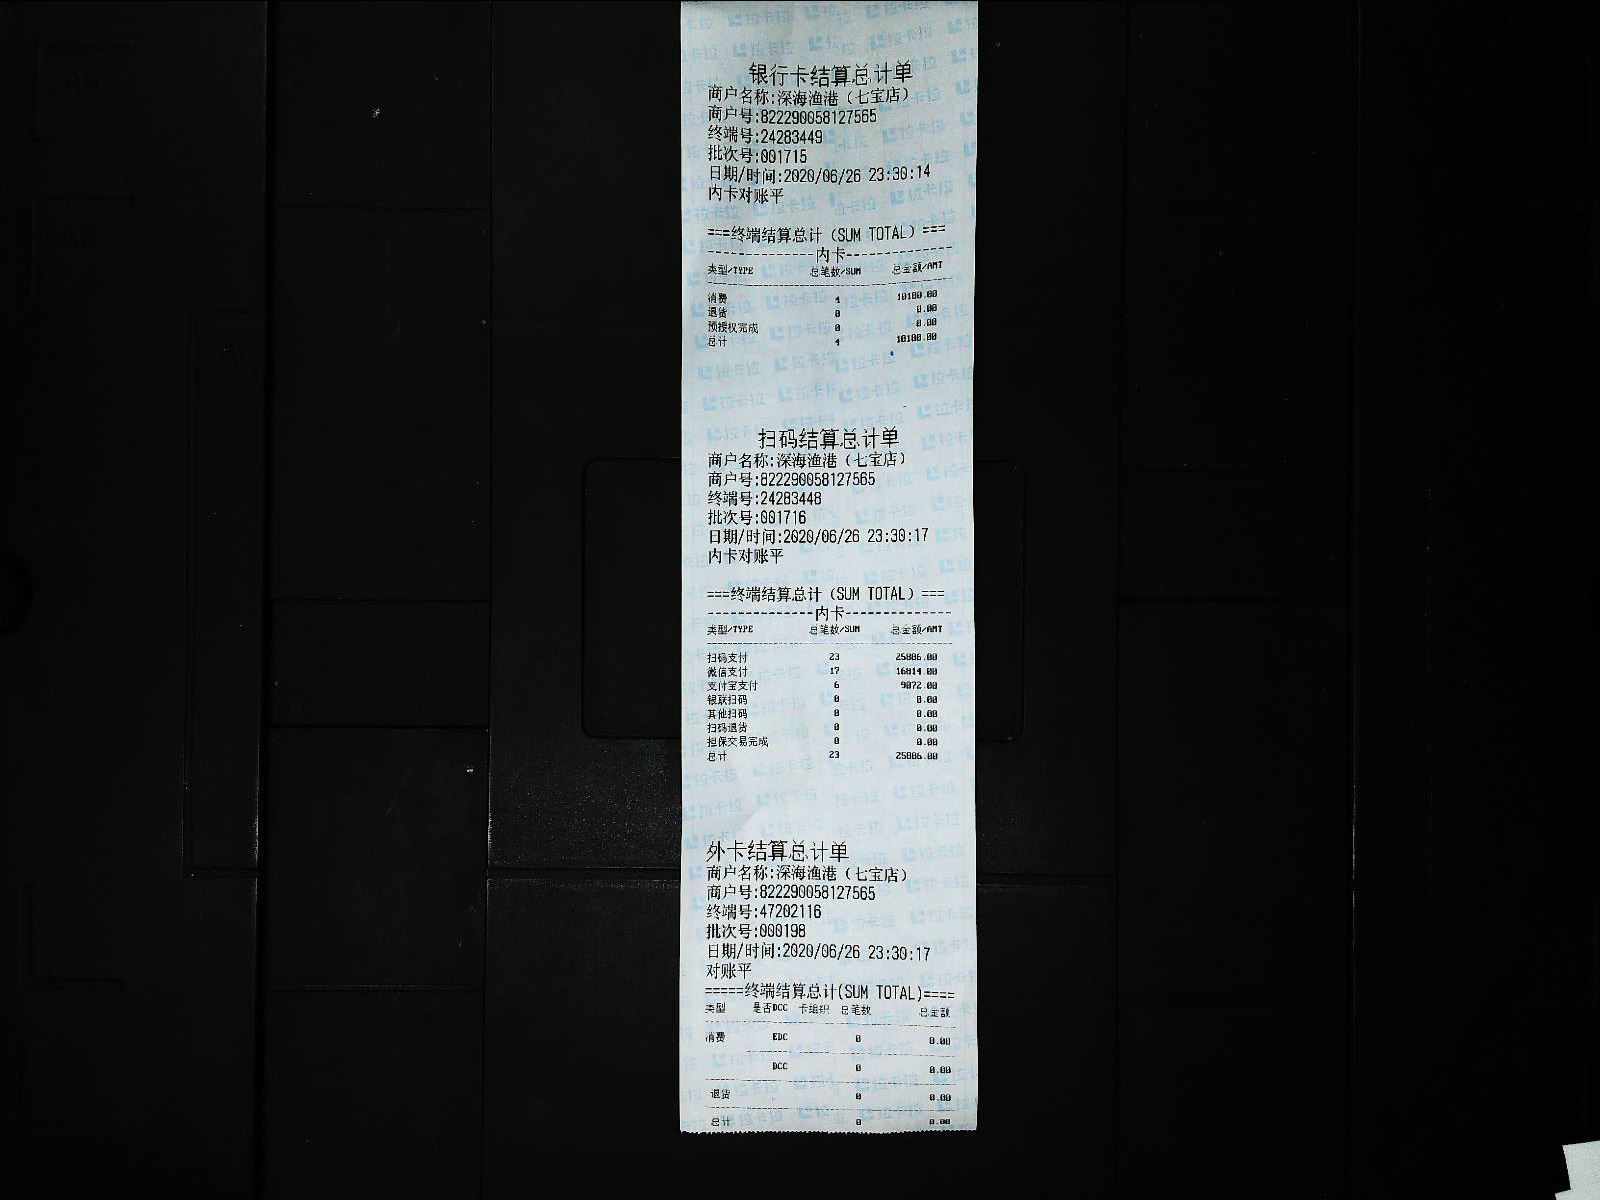 银行卡结算总计单
商户名称:深海渔港（七宝店）
商户号:822290058127565
终端号:24283449
批次号:001715
日期/时间:2020/06/26 23:30:14
内卡对账平
===终端结算总计（SUM TOTAL）===
--------------内卡--------------
类型/TYPE 总笔数/SUM 总金额/AMT
消费 4 10180.00
退货 0 0.00
预授权完成 0 0.00
总计 4 10180.00
扫码结算总计单
商户名称:深海渔港（七宝店）
商户号:822290058127565
终端号:24283448
批次号:001716
日期/时间:2020/06/26 23:30:17
内卡对账平
===终端结算总计（SUM TOTAL）===
--------------内卡--------------
类型/TYPE 总笔数/SUM 总金额/AMT
扫码支付 23 25886.00
微信支付 17 16814.00
支付宝支付 6 9072.00
银联扫码 0 0.00
其他扫码 0 0.00
扫码退货 0 0.00
担保交易完成 0 0.00
总计 23 25886.00
外卡结算总计单
商户名称:深海渔港（七宝店）
商户号:822290058127565
终端号:47202116
批次号:000198
日期/时间:2020/06/26 23:30:17
对账平
=====终端结算总计(SUM TOTAL)====
类型 是否DCC 卡组织 总笔数 总金额
消费 EDC 0 0.00
DCC 0 0.00
退货 0 0.00
总计 0 0.00